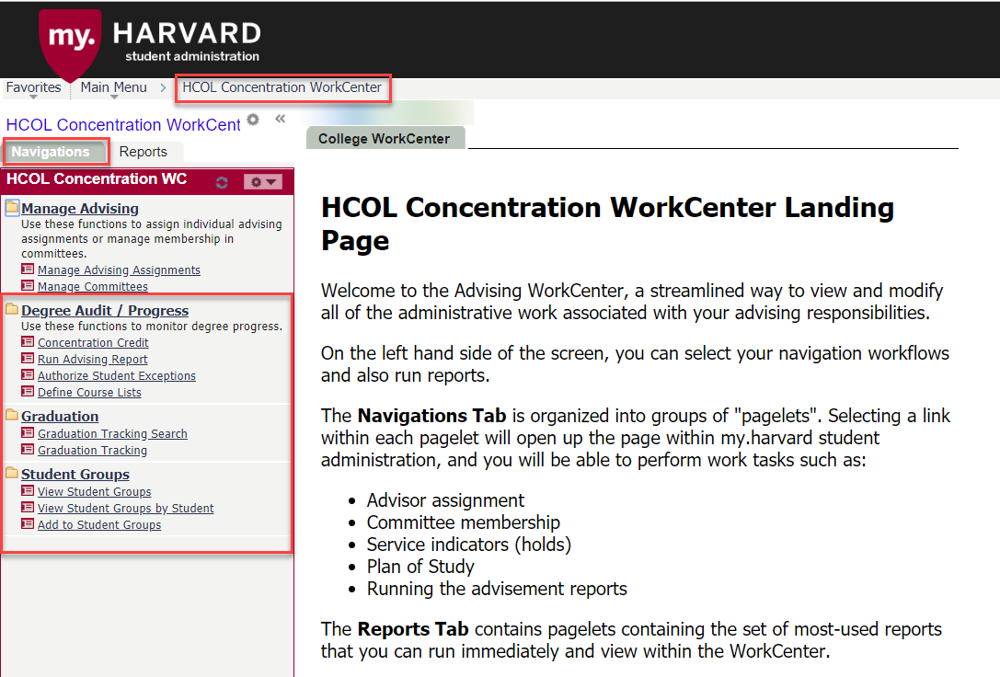 my. HARVARD
student administration
Favorites Main Menu > HCOL Concentration WorkCenter
HCOL Concentration WorkCent «
Navigations Reports
HCOL Concentration WC
Manage Advising
Use these functions to assign individual advising
assignments or manage membership in
committees.
Manage Advising Assignments
Manage Committees
Degree Audit / Progress
Use these functions to monitor degree progress.
Concentration Credit
Run Advising Report
Authorize Student Exceptions
Define Course Lists
Graduation
Graduation Tracking Search
Graduation Tracking
Student Groups
View Student Groups
View Student Groups by Student
Add to Student Groups
College WorkCenter
HCOL Concentration WorkCenter Landing
Page
Welcome to the Advising WorkCenter, a streamlined way to view and modify
all of the administrative work associated with your advising responsibilities.
On the left hand side of the screen, you can select your navigation workflows
and also run reports.
The Navigations Tab is organized into groups of "pagelets". Selecting a link
within each pagelet will open up the page within my.harvard student
administration, and you will be able to perform work tasks such as:
• Advisor assignment
• Committee membership
• Service indicators (holds)
• Plan of Study
• Running the advisement reports
The Reports Tab contains pagelets containing the set of most-used reports
that you can run immediately and view within the WorkCenter.